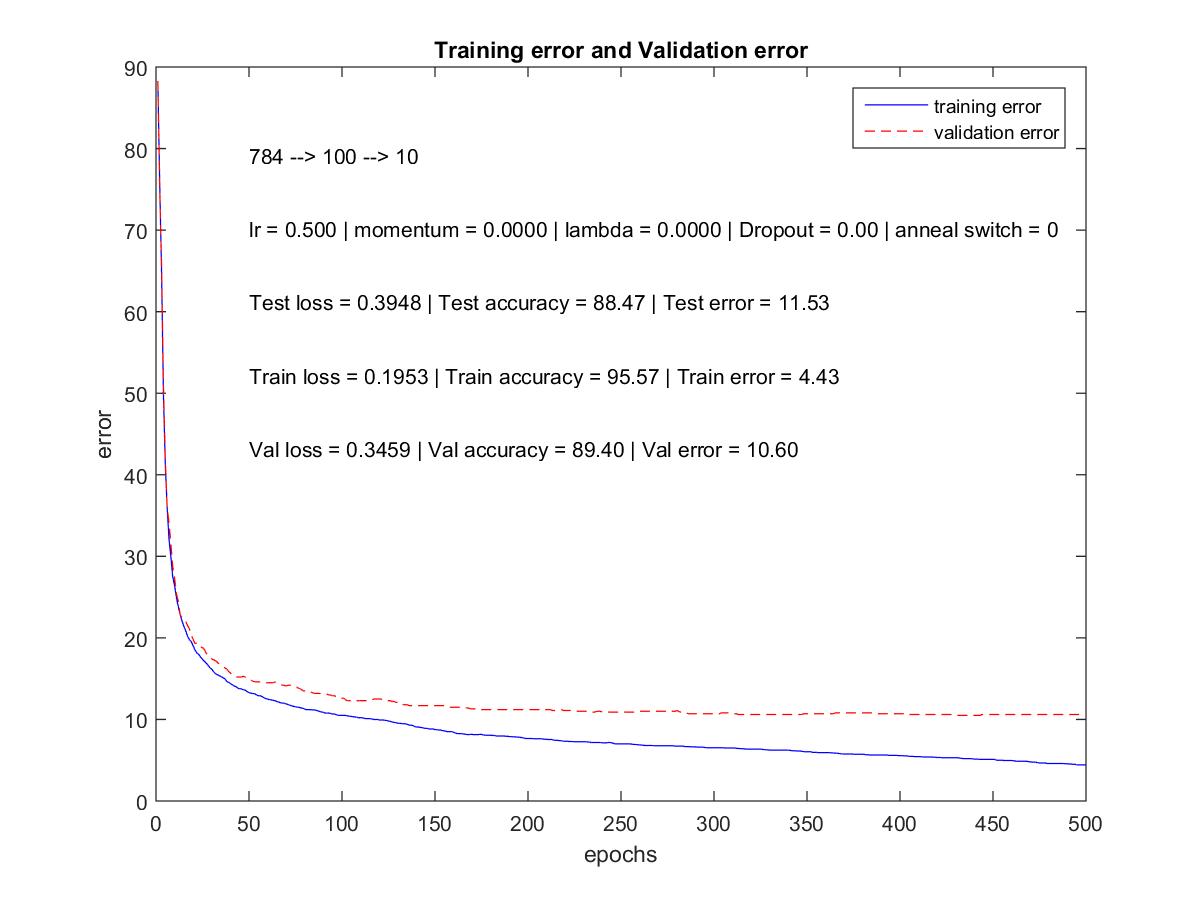 Training error and Validation error
training error
validation error
784 --> 100 --> 10
lr = 0.500 | momentum = 0.0000 | lambda = 0.0000 | Dropout = 0.00 | anneal switch = 0
Test loss = 0.3948 | Test accuracy = 88.47 | Test error = 11.53
Train loss = 0.1953 | Train accuracy = 95.57 | Train error = 4.43
Val loss = 0.3459 | Val accuracy = 89.40 | Val error = 10.60
error
90
80
70
60
50
40
30
20
10
0
0 50 100 150 200 250 300 350 400 450 500
epochs